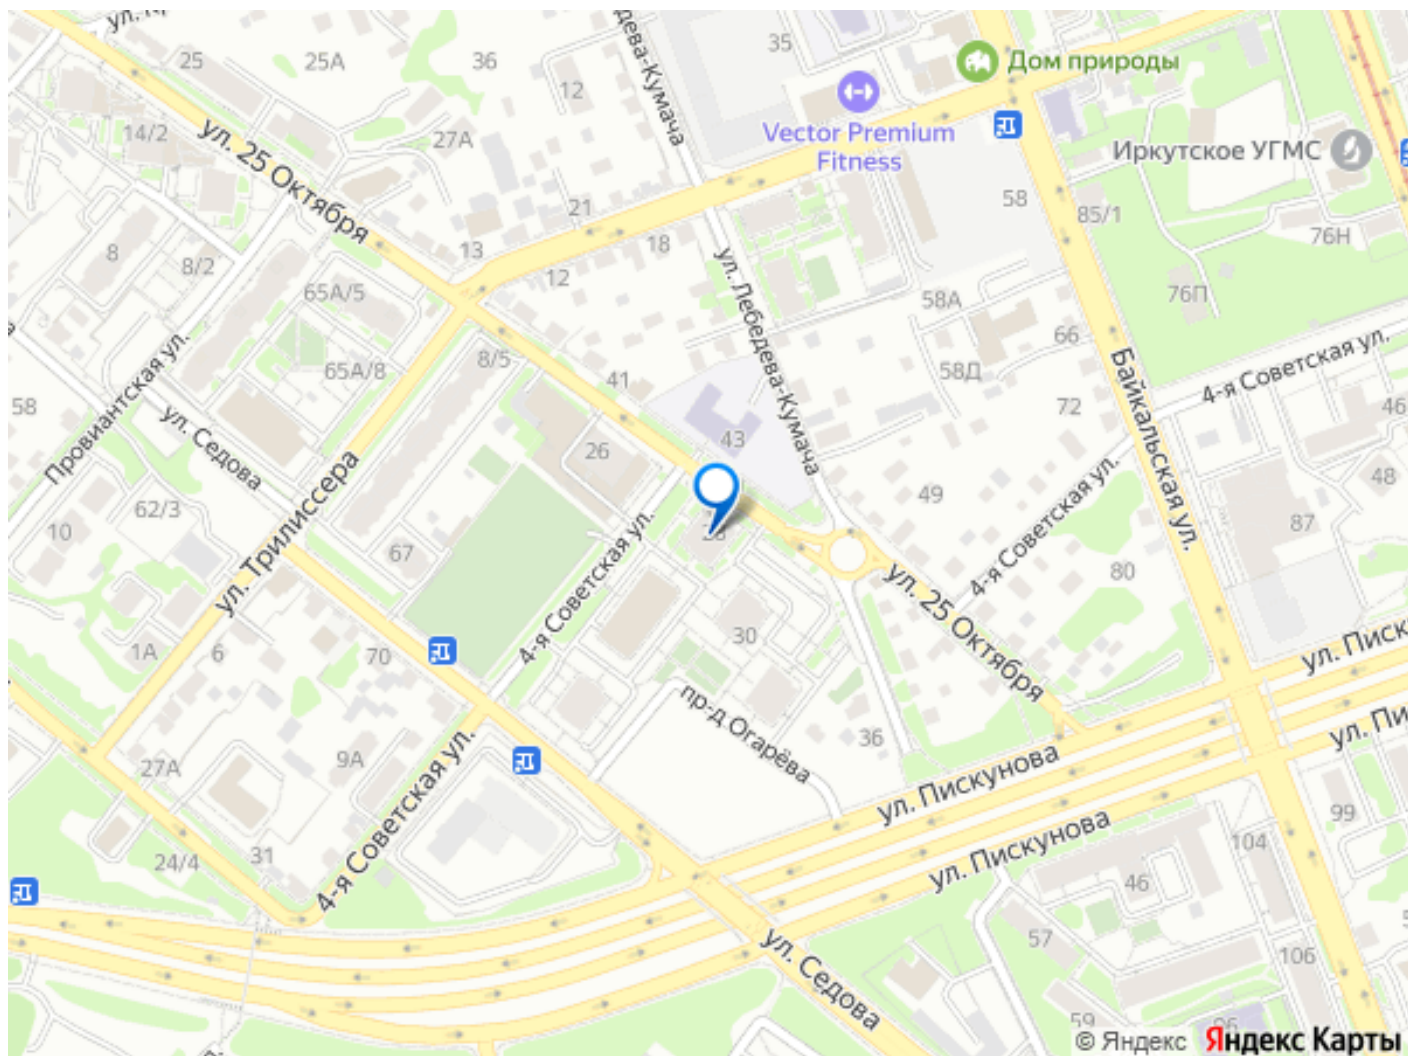 35
36
25
25А
12
Дом природы
14/2
27А
Vector Premium
Fitness
Иркутское УГМС
ул. 25 Октября
21
58
85/1
8
8/2
13
18
12
76Н
65А/5
58А
76П
ул. Лебедева-Кумача
66
8/5
65А/8
41
58Д
4-я Советская ул.
58
Провиантская ул.
72
46
Байкальская ул.
ул. Седова
43
26
48
49
87
10
62/3
67
ул. Трилиссера
4-я Советская ул.
4-я Советская ул.
80
ул. 25 Октября
30
1А
6
70
ул. Писк
пр-д Огарёва
36
27А
9А
ул. Пискунова
4-я Советская ул.
99
ул. Пискунова
104
24/4
31
46
57
106
ул. Седова
59
© Яндекс Яндекс Карты